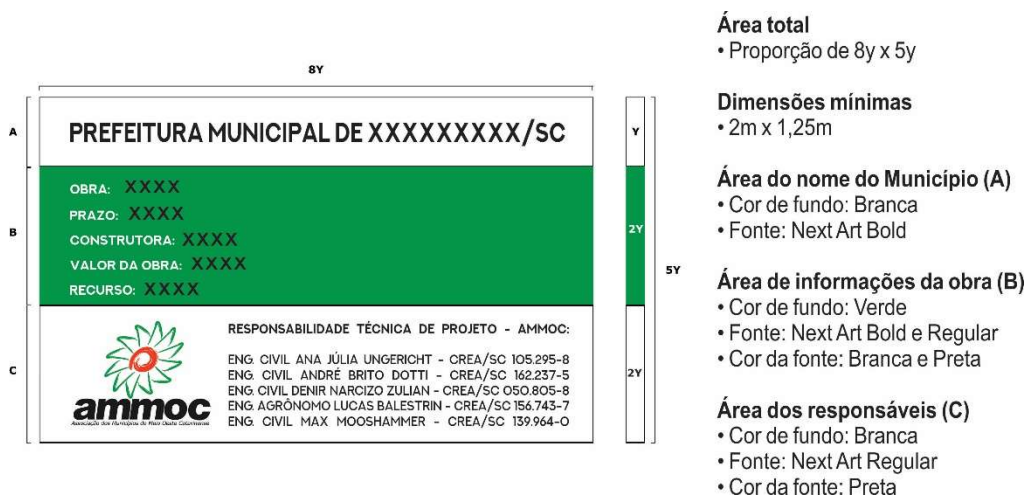 8Y
A
PREFEITURA MUNICIPAL DE XXXXXXXXX/SC
Y
B
OBRA: XXXX
PRAZO: XXXX
CONSTRUTORA: XXXX
VALOR DA OBRA: XXXX
RECURSO: XXXX
2Y
5Y
C
ammoc
Associação dos Municípios do Meio Oeste Catarinense
RESPONSABILIDADE TÉCNICA DE PROJETO - AMMOC:
ENG. CIVIL ANA JÚLIA UNGERICHT - CREA/SC 105.295-8
ENG. CIVIL ANDRÉ BRITO DOTTI - CREA/SC 162.237-5
ENG. CIVIL DENIR NARCIZO ZULIAN - CREA/SC 050.805-8
ENG. AGRÔNOMO LUCAS BALESTRIN - CREA/SC 156.743-7
ENG. CIVIL MAX MOOSHAMMER - CREA/SC 139.964-0
2Y
Área total
• Proporção de 8y x 5y
Dimensões mínimas
• 2m x 1,25m
Área do nome do Município (A)
• Cor de fundo: Branca
• Fonte: Next Art Bold
Área de informações da obra (B)
• Cor de fundo: Verde
• Fonte: Next Art Bold e Regular
• Cor da fonte: Branca e Preta
Área dos responsáveis (C)
• Cor de fundo: Branca
• Fonte: Next Art Regular
• Cor da fonte: Preta